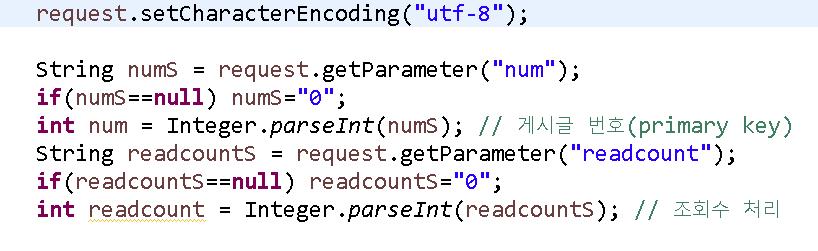 request.setCharacterEncoding("utf-8");
String numS = request.getParameter("num");
if(numS==null) numS="0";
int num = Integer.parseInt(numS); // 게시글 번호(primary key)
String readcountS = request.getParameter("readcount");
if(readcountS==null) readcountS="0";
int readcount = Integer.parseInt(readcountS); // 조회수 처리